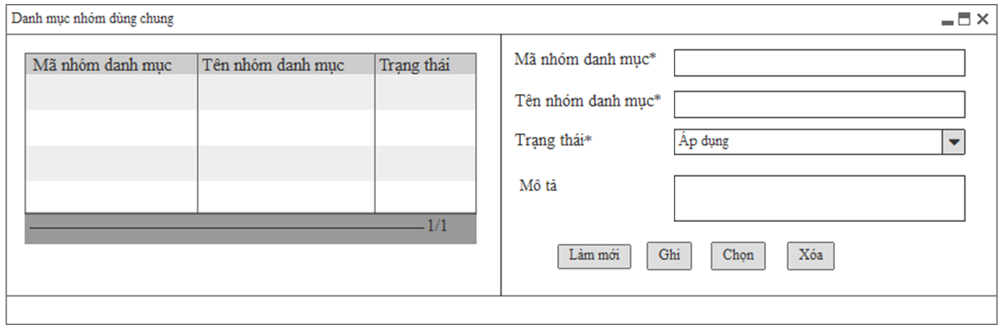 Danh mục nhóm dùng chung
Mã nhóm danh mục Tên nhóm danh mục Trạng thái
1/1
Mã nhóm danh mục*
Tên nhóm danh mục*
Trạng thái* Áp dụng
Mô tả
Làm mới Ghi Chọn Xóa